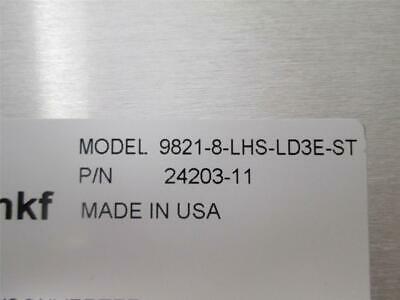 MODEL 9821-8-LHS-LD3E-ST
P/N 24203-11
nkf MADE IN USA